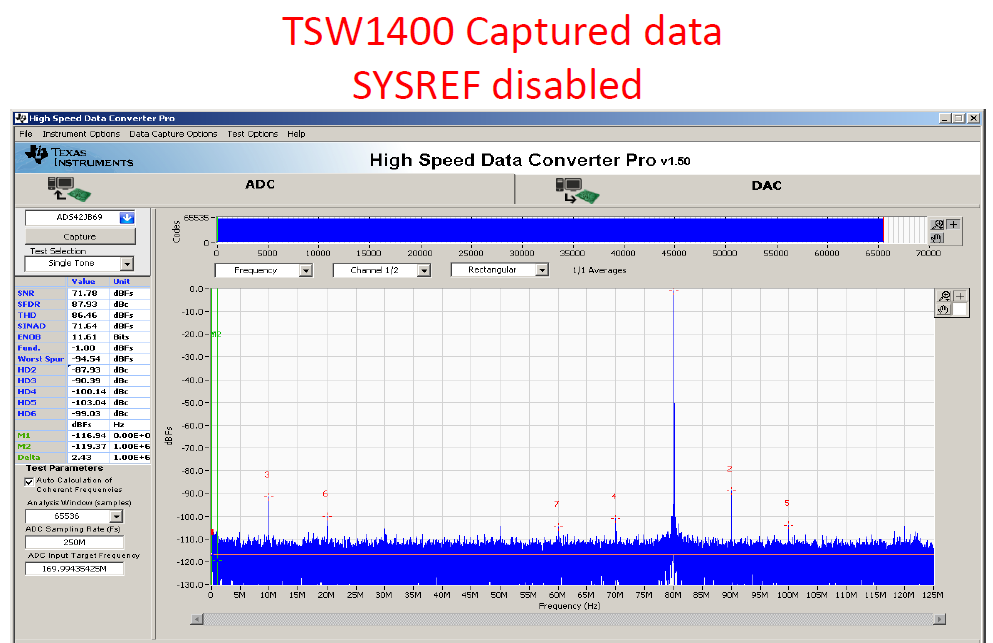 TSW1400 Captured data
SYSREF disabled
High Speed Data Converter Pro
File Instrument Options Data Capture Options Test Options Help
TEXAS INSTRUMENTS
High Speed Data Converter Pro v1.50
ADC DAC
ADS42JB69
Capture
Test Selection
Single Tone
Value Unit
SNR 71.78 dBFs
SFDR 87.93 dBc
THD 86.46 dBFs
SINAD 71.64 dBFs
ENOB 11.61 Bits
Fund. -1.00 dBFs
Worst Spur -94.54 dBFs
HD2 -87.93 dBc
HD3 -90.39 dBc
HD4 -100.14 dBc
HD5 -103.04 dBc
HD6 -99.03 dBc
dBFs Hz
M1 -116.94 0.00E+0
M2 -119.37 1.00E+6
Delta 2.43 1.00E+6
Test Parameters
Auto Calculation of
Coherent Frequencies
Analysis Window (samples)
65536
ADC Sampling Rate (Fs)
250M
ADC Input Target Frequency
169.99435425M
Codes
65535
0
0 5000 10000 15000 20000 25000 30000 35000 40000 45000 50000 55000 60000 65000 70000
Frequency Channel 1/2 Rectangular 1/1 Averages
dBFs
0.0
-10.0
-20.0
-30.0
-40.0
-50.0
-60.0
-70.0
-80.0
-90.0
-100.0
-110.0
-120.0
-130.0
M2
3
6
7
4
2
5
0 5M 10M 15M 20M 25M 30M 35M 40M 45M 50M 55M 60M 65M 70M 75M 80M 85M 90M 95M 100M 105M 110M 115M 120M 125M
Frequency (Hz)